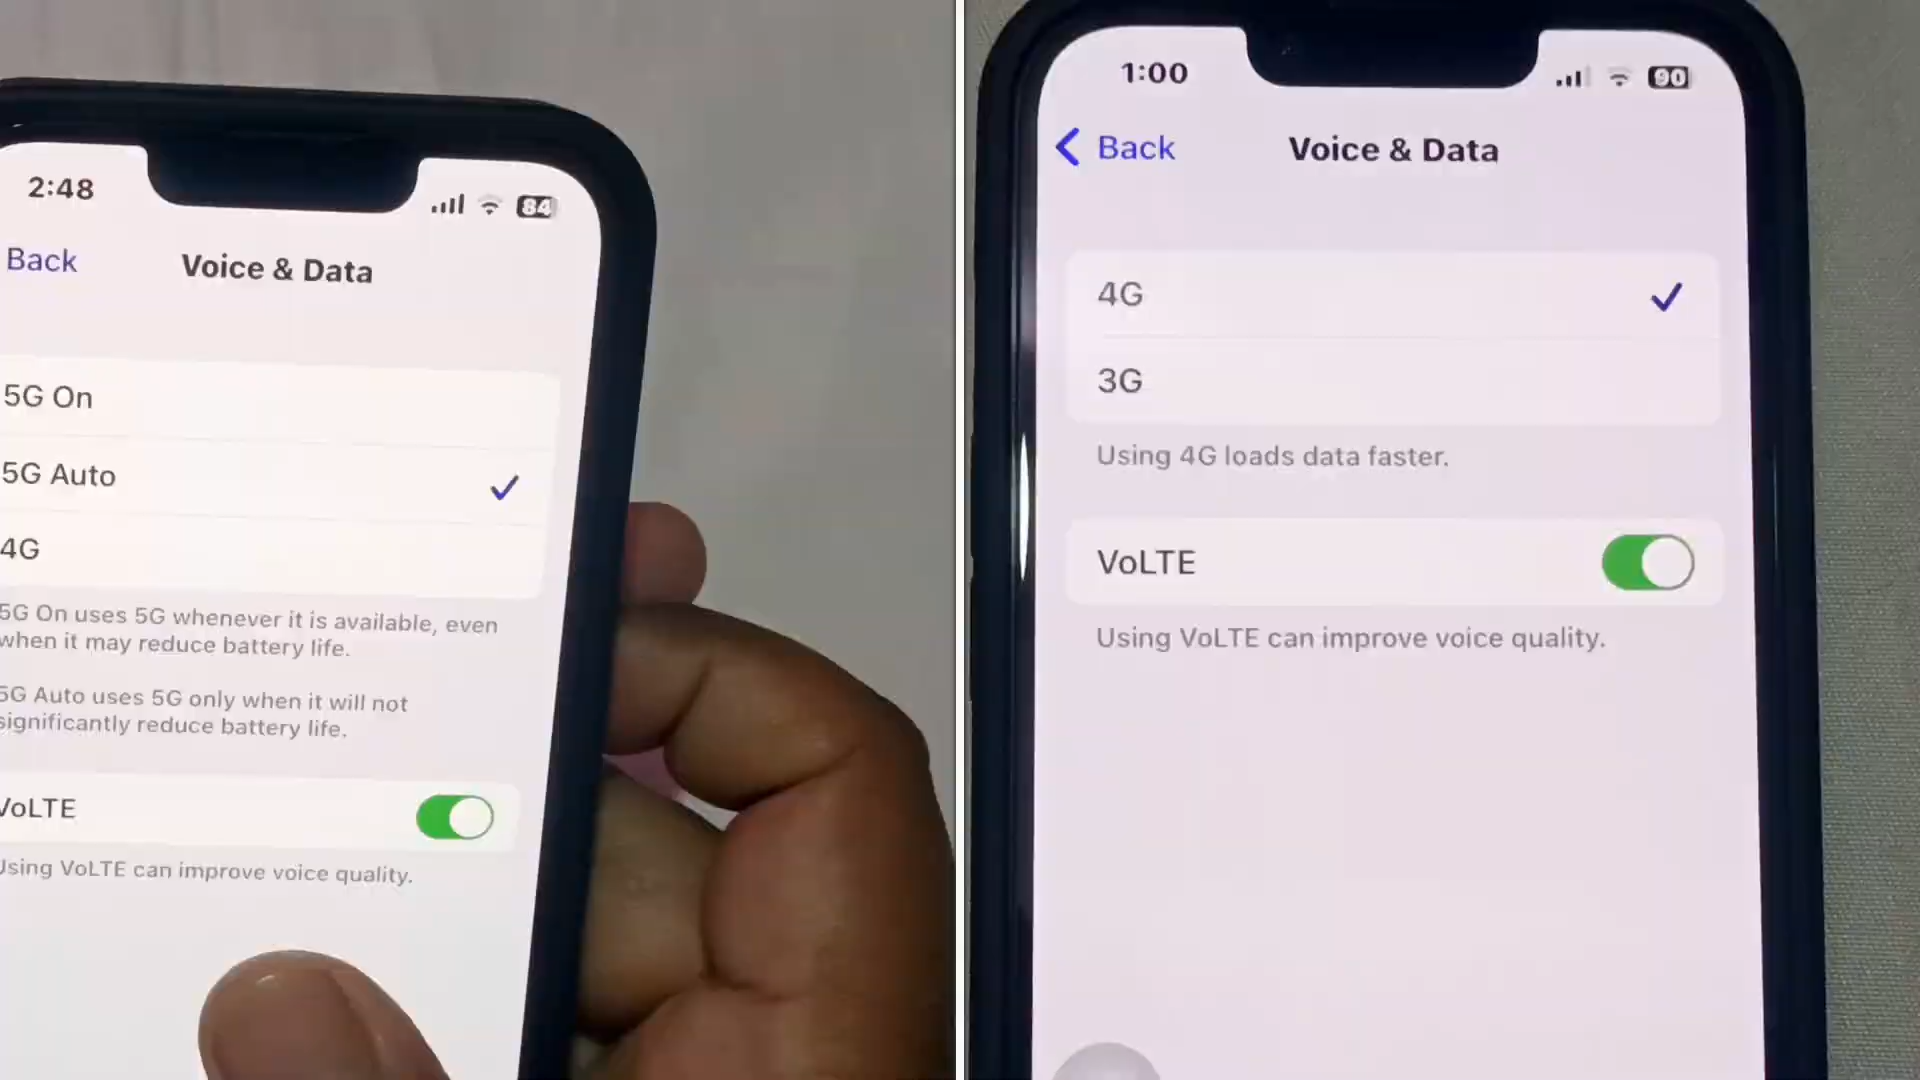 2:48
84
Back
Voice & Data
5G On
5G Auto
4G
5G On uses 5G whenever it is available, even
when it may reduce battery life.
5G Auto uses 5G only when it will not
significantly reduce battery life.
VoLTE
Using VoLTE can improve voice quality.
1:00
90
Back
Voice & Data
4G
3G
Using 4G loads data faster.
VoLTE
Using VoLTE can improve voice quality.